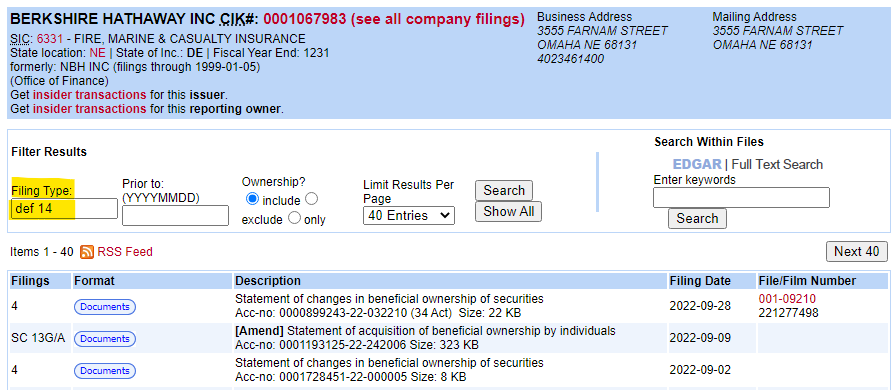 BERKSHIRE HATHAWAY INC CIK#: 0001067983 (see all company filings)
SIC: 6331 - FIRE, MARINE & CASUALTY INSURANCE
State location: NE | State of Inc.: DE | Fiscal Year End: 1231
formerly: NBH INC (filings through 1999-01-05)
(Office of Finance)
Get insider transactions for this issuer.
Get insider transactions for this reporting owner.
Business Address
3555 FARNAM STREET
OMAHA NE 68131
4023461400
Mailing Address
3555 FARNAM STREET
OMAHA NE 68131
Filter Results
Filing Type:
def 14
Prior to:
(YYYYMMDD)
Ownership?
include
exclude only
Limit Results Per
Page
40 Entries
Search
Show All
Search Within Files
EDGAR | Full Text Search
Enter keywords
Search
Items 1 - 40 RSS Feed
Next 40
Filings Format Description Filing Date File/Film Number
4 Documents Statement of changes in beneficial ownership of securities 2022-09-28 001-09210
Acc-no: 0000899243-22-032210 (34 Act) Size: 22 KB 221277498
SC 13G/A Documents [Amend] Statement of acquisition of beneficial ownership by individuals 2022-09-09
Acc-no: 0001193125-22-242006 Size: 323 KB
4 Documents Statement of changes in beneficial ownership of securities 2022-09-02
Acc-no: 0001728451-22-000005 Size: 8 KB